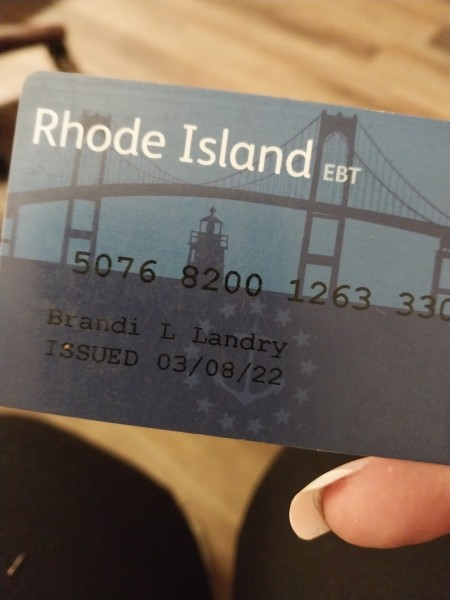 Rhode Island EBT
5076 8200 1263 330
Brandi L Landry
ISSUED 03/08/22